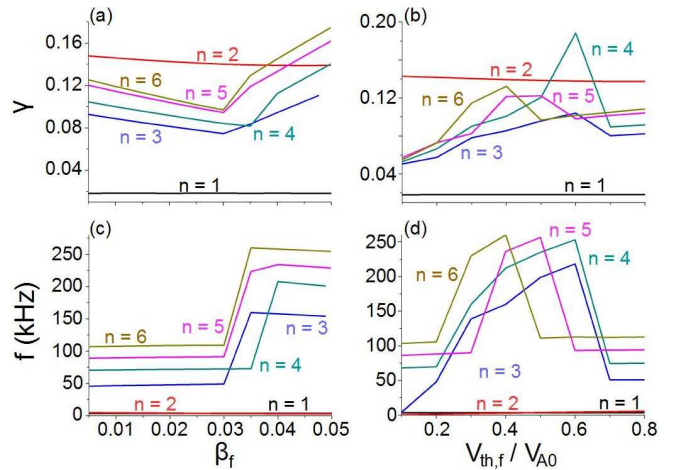 (a)
0.16
n = 2
n = 6
0.12
n = 5
γ
0.08
n = 3
n = 4
0.04
n = 1
(b)
0.20
n = 4
n = 2
n = 6
n = 5
0.12
n = 3
0.04
n = 1
(c)
250
200
n = 5
f (kHz)
150
n = 6
n = 3
100
n = 4
50
n = 2
n = 1
0
0.01 0.02 0.03 0.04 0.05
βf
(d)
250
n = 5
n = 4
200
n = 6
150
100
n = 3
50
n = 2
n = 1
0
0.2 0.4 0.6 0.8
Vth,f / VA0